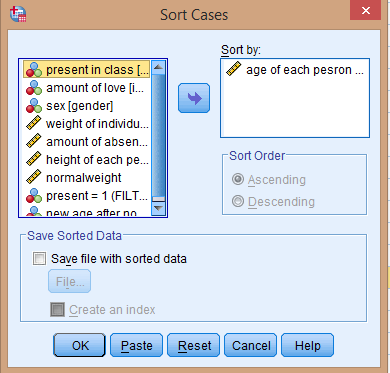 Sort Cases
present in class [...
amount of love [i...
sex [gender]
weight of individu...
amount of absen...
height of each pe...
normalweight
present = 1 (FILT...
new age after no...
Sort by:
age of each pesron ...
Sort Order
Ascending
Descending
Save Sorted Data
Save file with sorted data
File...
Create an index
OK Paste Reset Cancel Help